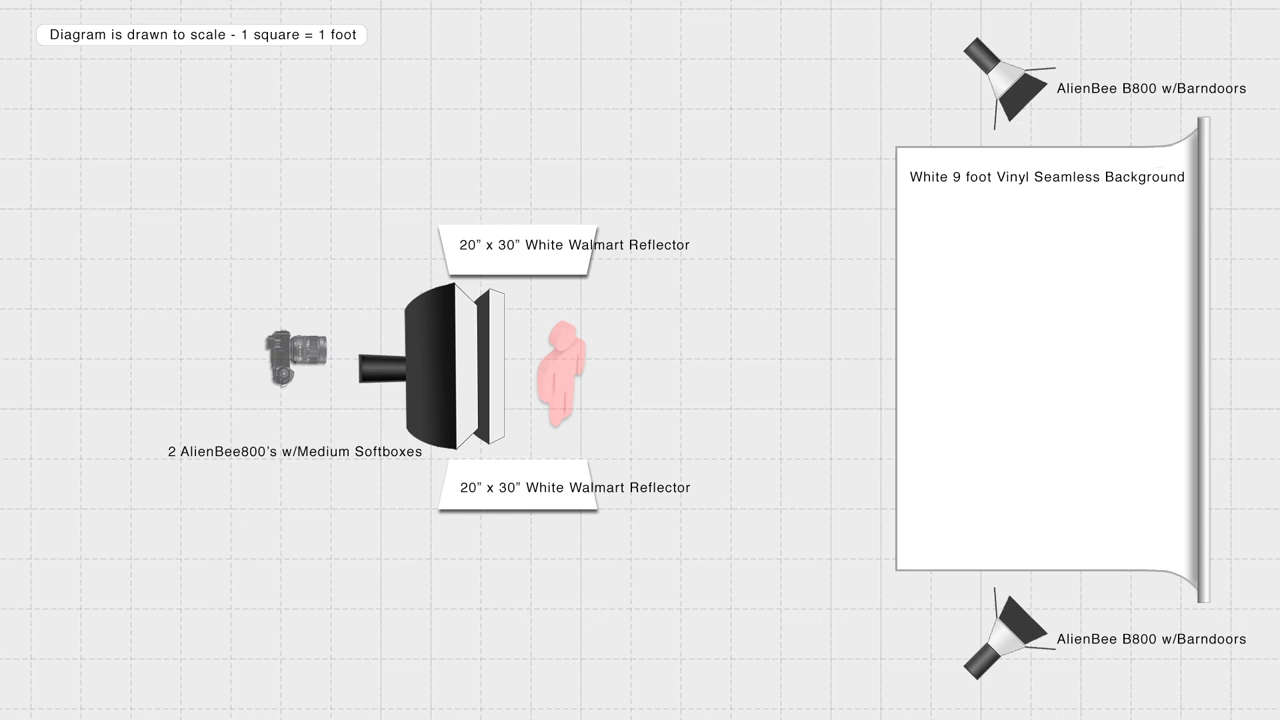 Diagram is drawn to scale - 1 square = 1 foot
AlienBee B800 w/Barndoors
White 9 foot Vinyl Seamless Background
20” x 30” White Walmart Reflector
2 AlienBee800’s w/Medium Softboxes
20” x 30” White Walmart Reflector
AlienBee B800 w/Barndoors